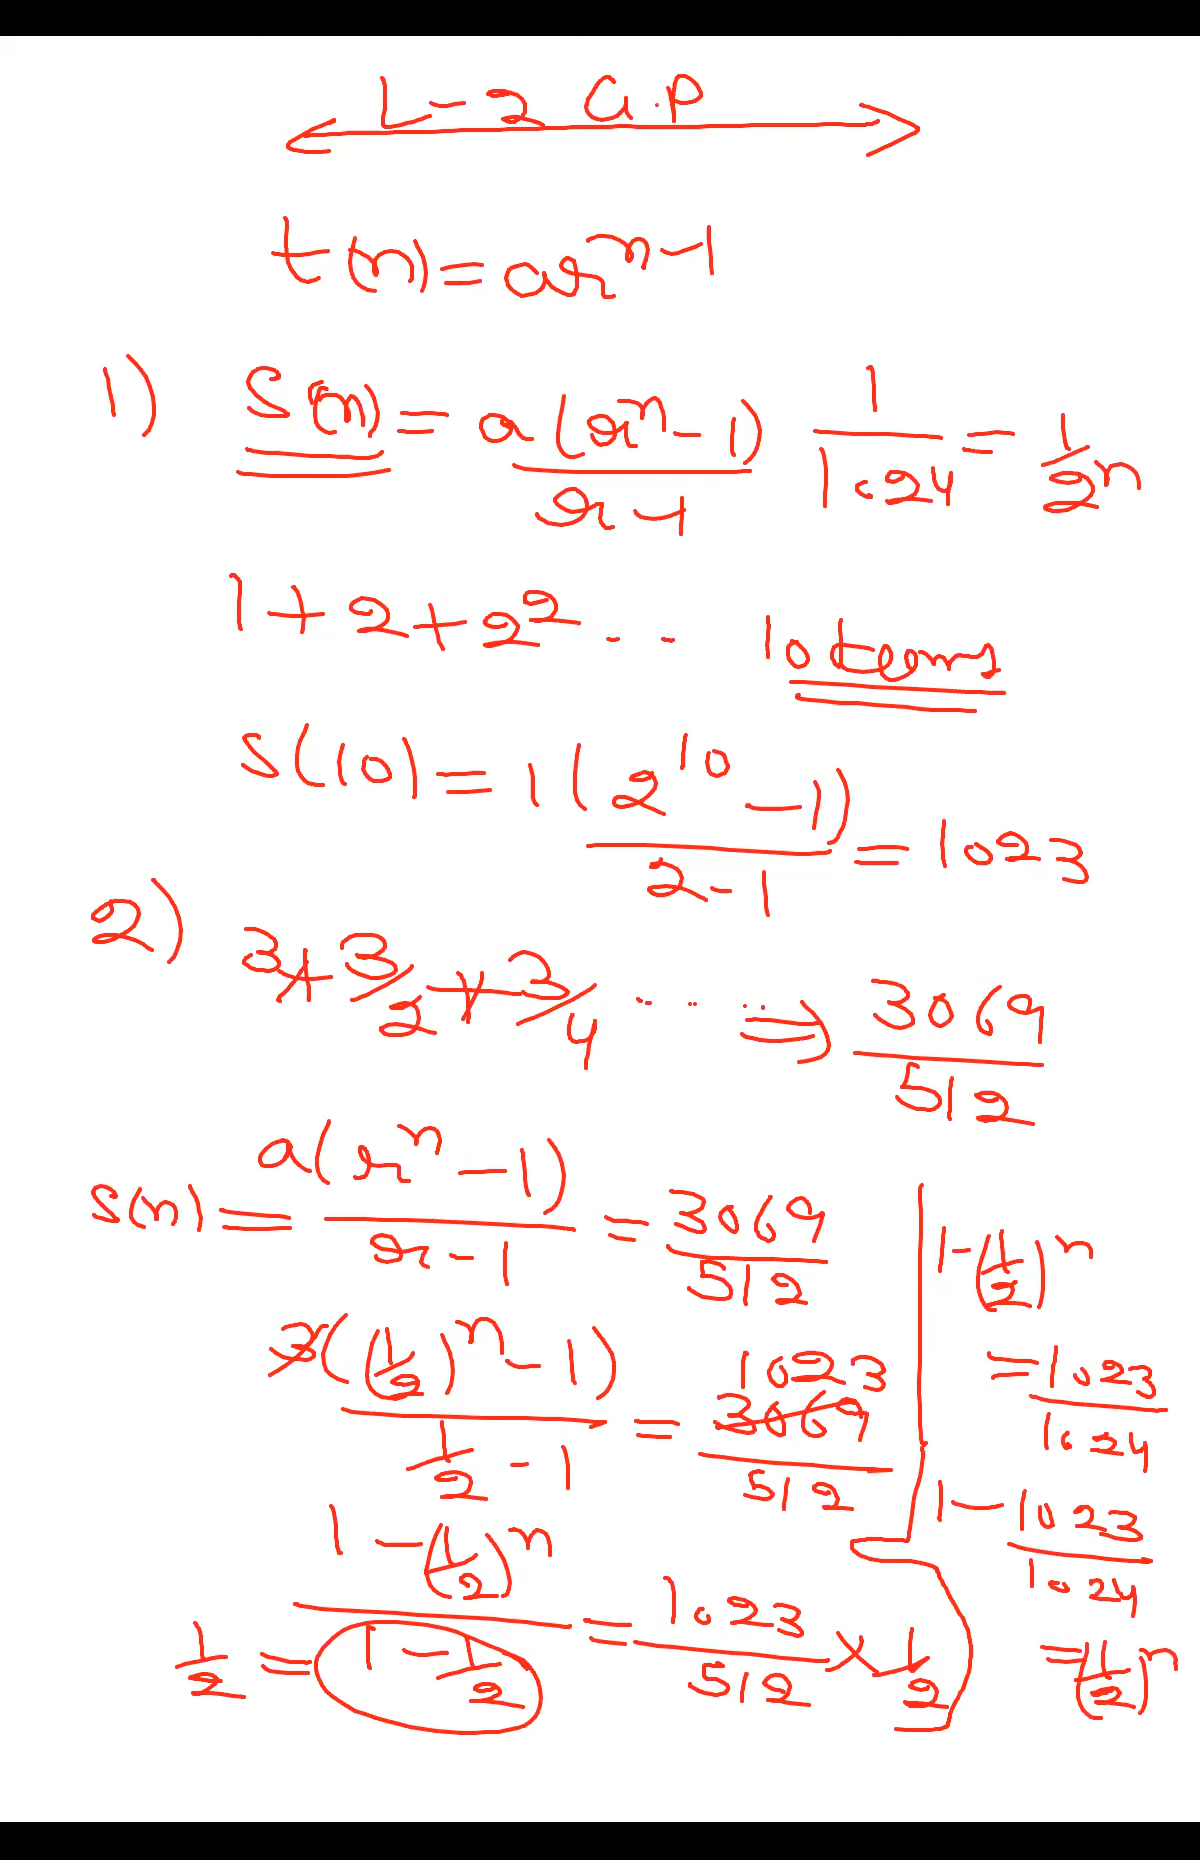 L-2 G.P
t(n) = ar^n-1
1) S(n) = a(r^n - 1) / r-1    1/1024 = 1/2^n
1+2+2^2 .. .. 10 terms
S(10) = 1(2^10 - 1) / 2-1 = 1023
2) 3 + 3/2 + 3/4 .. .. .. ⇒ 3069/512
S(n) = a(r^n - 1) / r-1 = 3069/512
3((1/2)^n - 1) / 1/2 - 1 = 1023 3069/512
1 - (1/2)^n / 1 - 1/2 = 1023/512 × 1/2
1/2 =
1 - (1/2)^n
= 1023/1024
1 - 1023/1024
= (1/2)^n